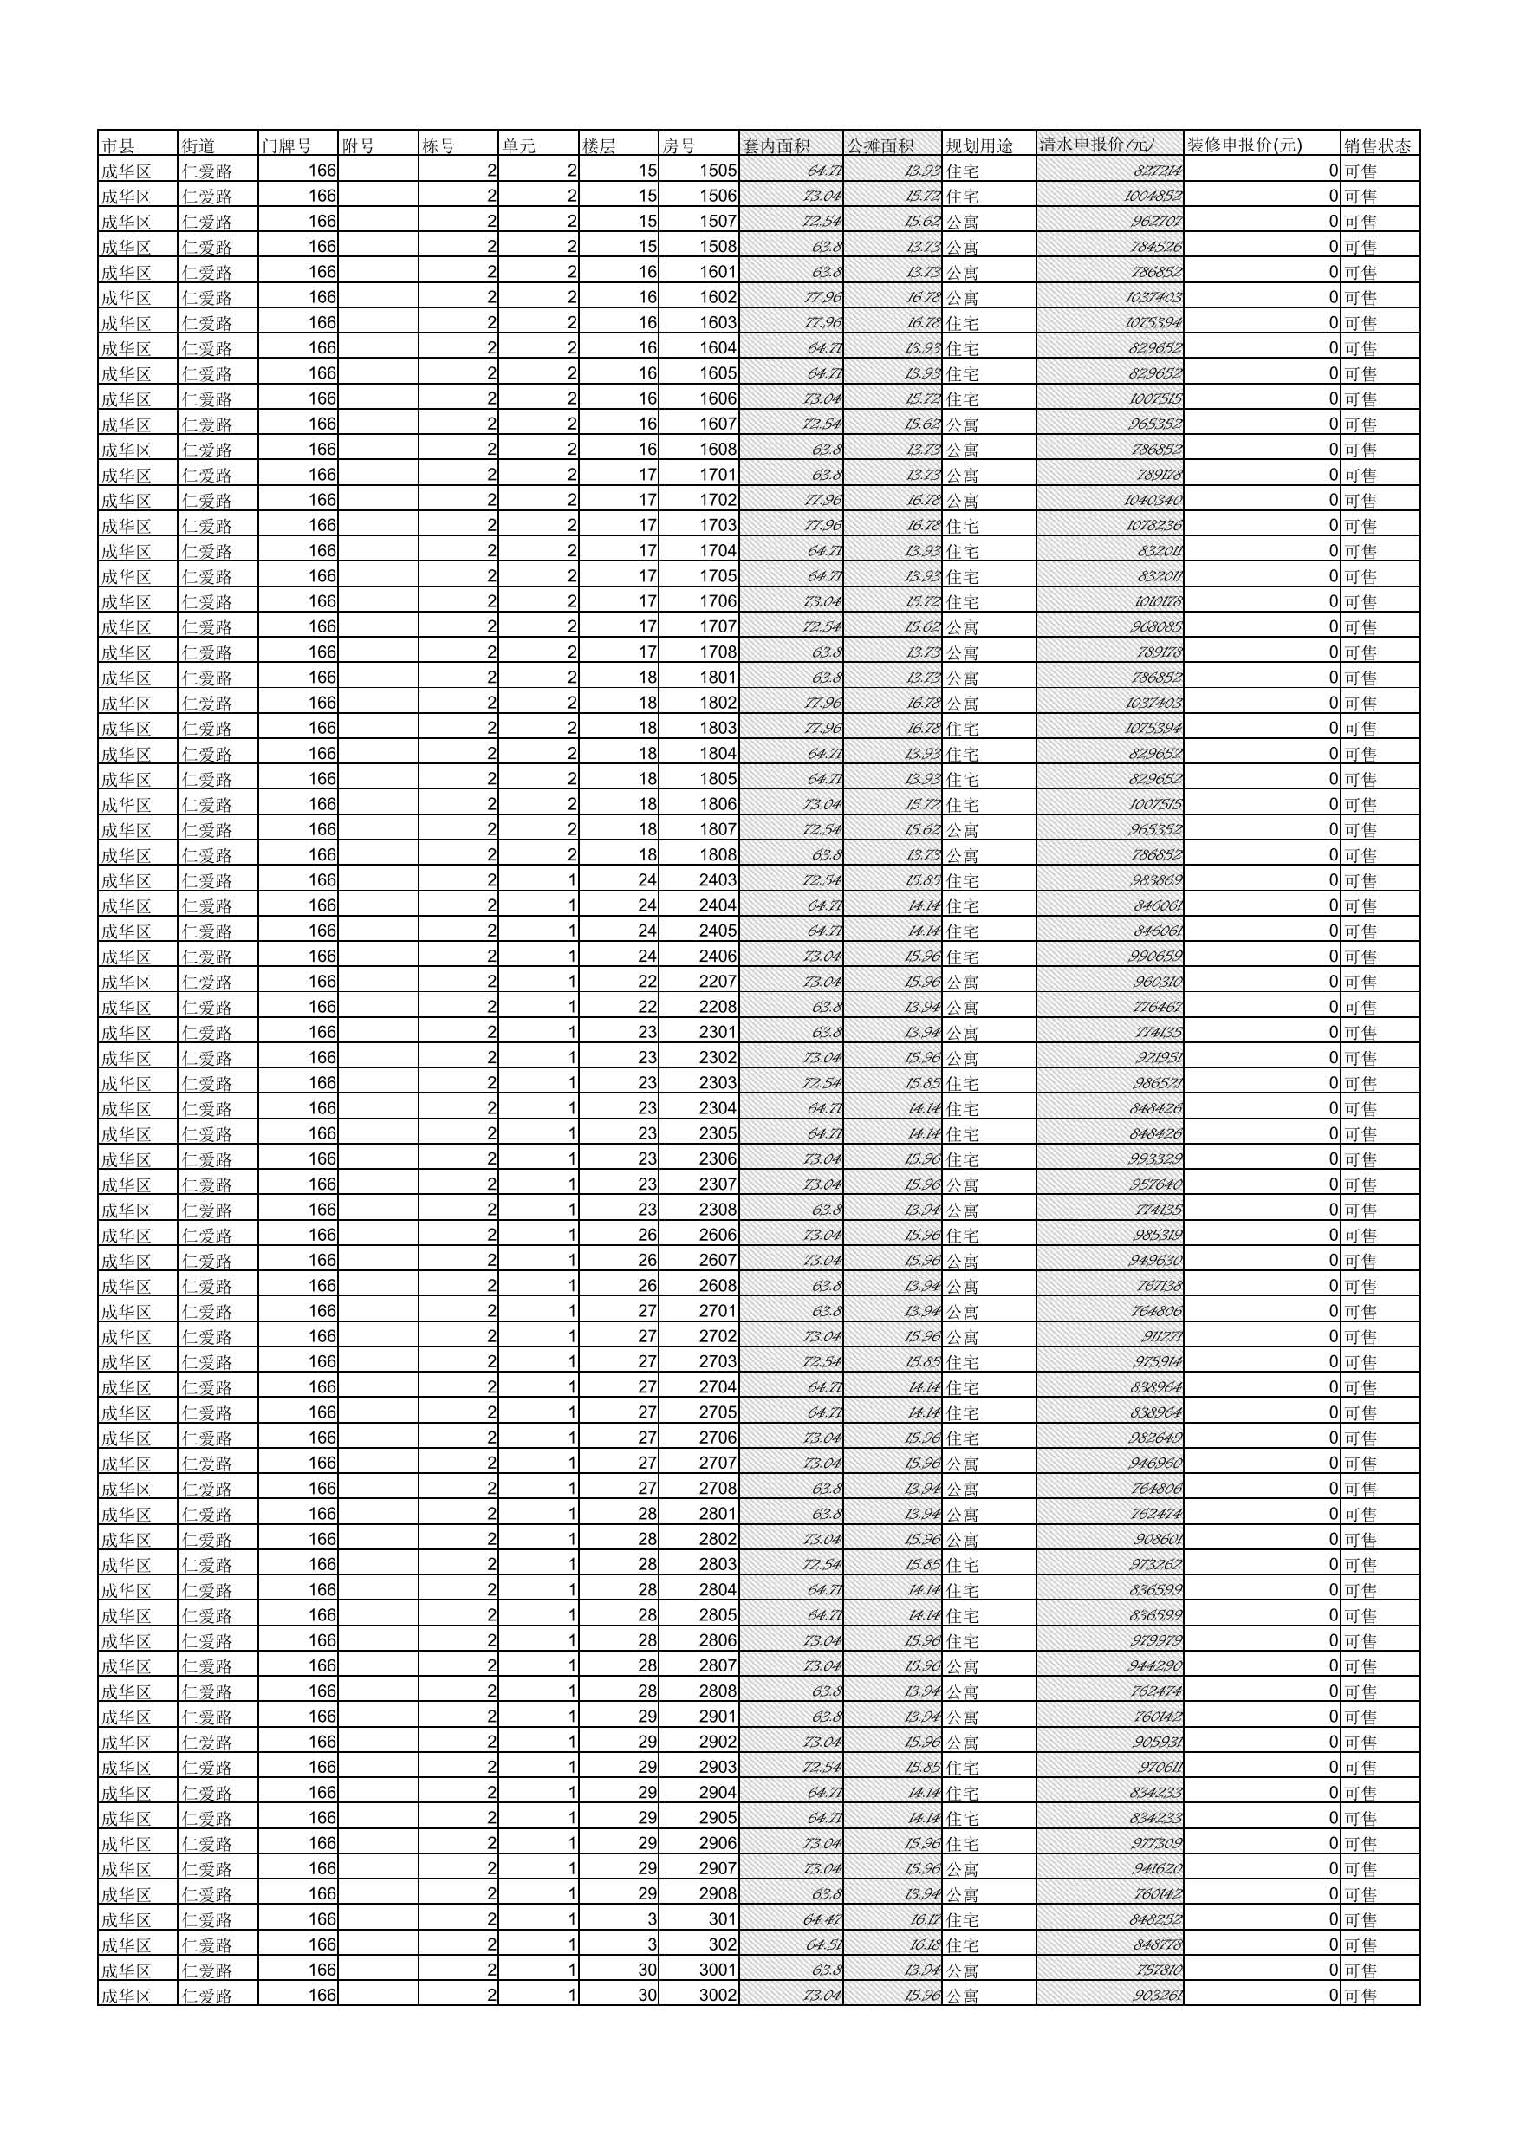 市县 街道 门牌号 附号 栋号 单元 楼层 房号 套内面积 公摊面积 规划用途 清水申报价(元) 装修申报价(元) 销售状态
成华区 仁爱路 166 2 2 15 1505 64.71 13.93 住宅 827294 0 可售
成华区 仁爱路 166 2 2 15 1506 73.04 15.72 住宅 1004852 0 可售
成华区 仁爱路 166 2 2 15 1507 72.54 15.62 公寓 962707 0 可售
成华区 仁爱路 166 2 2 15 1508 63.8 13.73 公寓 784526 0 可售
成华区 仁爱路 166 2 2 16 1601 63.8 13.73 公寓 786852 0 可售
成华区 仁爱路 166 2 2 16 1602 77.96 16.78 公寓 1037403 0 可售
成华区 仁爱路 166 2 2 16 1603 77.96 16.78 住宅 1075394 0 可售
成华区 仁爱路 166 2 2 16 1604 64.71 13.93 住宅 829652 0 可售
成华区 仁爱路 166 2 2 16 1605 64.71 13.93 住宅 829652 0 可售
成华区 仁爱路 166 2 2 16 1606 73.04 15.72 住宅 1007515 0 可售
成华区 仁爱路 166 2 2 16 1607 72.54 15.62 公寓 965352 0 可售
成华区 仁爱路 166 2 2 16 1608 63.8 13.73 公寓 786852 0 可售
成华区 仁爱路 166 2 2 17 1701 63.8 13.73 公寓 789178 0 可售
成华区 仁爱路 166 2 2 17 1702 77.96 16.78 公寓 1040340 0 可售
成华区 仁爱路 166 2 2 17 1703 77.96 16.78 住宅 1078236 0 可售
成华区 仁爱路 166 2 2 17 1704 64.71 13.93 住宅 832011 0 可售
成华区 仁爱路 166 2 2 17 1705 64.71 13.93 住宅 832011 0 可售
成华区 仁爱路 166 2 2 17 1706 73.04 15.72 住宅 1010178 0 可售
成华区 仁爱路 166 2 2 17 1707 72.54 15.62 公寓 968085 0 可售
成华区 仁爱路 166 2 2 17 1708 63.8 13.73 公寓 789178 0 可售
成华区 仁爱路 166 2 2 18 1801 63.8 13.73 公寓 786852 0 可售
成华区 仁爱路 166 2 2 18 1802 77.96 16.78 公寓 1037403 0 可售
成华区 仁爱路 166 2 2 18 1803 77.96 16.78 住宅 1075394 0 可售
成华区 仁爱路 166 2 2 18 1804 64.71 13.93 住宅 829652 0 可售
成华区 仁爱路 166 2 2 18 1805 64.71 13.93 住宅 829652 0 可售
成华区 仁爱路 166 2 2 18 1806 73.04 15.72 住宅 1007515 0 可售
成华区 仁爱路 166 2 2 18 1807 72.54 15.62 公寓 965352 0 可售
成华区 仁爱路 166 2 2 18 1808 63.8 13.73 公寓 786852 0 可售
成华区 仁爱路 166 2 1 24 2403 72.54 15.85 住宅 983869 0 可售
成华区 仁爱路 166 2 1 24 2404 64.71 14.14 住宅 846061 0 可售
成华区 仁爱路 166 2 1 24 2405 64.71 14.14 住宅 846061 0 可售
成华区 仁爱路 166 2 1 24 2406 73.04 15.96 住宅 990659 0 可售
成华区 仁爱路 166 2 1 22 2207 73.04 15.96 公寓 960310 0 可售
成华区 仁爱路 166 2 1 22 2208 63.8 13.94 公寓 776467 0 可售
成华区 仁爱路 166 2 1 23 2301 63.8 13.94 公寓 774135 0 可售
成华区 仁爱路 166 2 1 23 2302 73.04 15.96 公寓 921951 0 可售
成华区 仁爱路 166 2 1 23 2303 72.54 15.85 住宅 986521 0 可售
成华区 仁爱路 166 2 1 23 2304 64.71 14.14 住宅 848426 0 可售
成华区 仁爱路 166 2 1 23 2305 64.71 14.14 住宅 848426 0 可售
成华区 仁爱路 166 2 1 23 2306 73.04 15.96 住宅 993329 0 可售
成华区 仁爱路 166 2 1 23 2307 73.04 15.96 公寓 957640 0 可售
成华区 仁爱路 166 2 1 23 2308 63.8 13.94 公寓 774135 0 可售
成华区 仁爱路 166 2 1 26 2606 73.04 15.96 住宅 985319 0 可售
成华区 仁爱路 166 2 1 26 2607 73.04 15.96 公寓 949630 0 可售
成华区 仁爱路 166 2 1 26 2608 63.8 13.94 公寓 767138 0 可售
成华区 仁爱路 166 2 1 27 2701 63.8 13.94 公寓 764806 0 可售
成华区 仁爱路 166 2 1 27 2702 73.04 15.96 公寓 911271 0 可售
成华区 仁爱路 166 2 1 27 2703 72.54 15.85 住宅 975914 0 可售
成华区 仁爱路 166 2 1 27 2704 64.71 14.14 住宅 838964 0 可售
成华区 仁爱路 166 2 1 27 2705 64.71 14.14 住宅 838964 0 可售
成华区 仁爱路 166 2 1 27 2706 73.04 15.96 住宅 982649 0 可售
成华区 仁爱路 166 2 1 27 2707 73.04 15.96 公寓 946960 0 可售
成华区 仁爱路 166 2 1 27 2708 63.8 13.94 公寓 764806 0 可售
成华区 仁爱路 166 2 1 28 2801 63.8 13.94 公寓 762474 0 可售
成华区 仁爱路 166 2 1 28 2802 73.04 15.96 公寓 908601 0 可售
成华区 仁爱路 166 2 1 28 2803 72.54 15.85 住宅 973262 0 可售
成华区 仁爱路 166 2 1 28 2804 64.71 14.14 住宅 836599 0 可售
成华区 仁爱路 166 2 1 28 2805 64.71 14.14 住宅 836599 0 可售
成华区 仁爱路 166 2 1 28 2806 73.04 15.96 住宅 979979 0 可售
成华区 仁爱路 166 2 1 28 2807 73.04 15.96 公寓 944290 0 可售
成华区 仁爱路 166 2 1 28 2808 63.8 13.94 公寓 762474 0 可售
成华区 仁爱路 166 2 1 29 2901 63.8 13.94 公寓 760142 0 可售
成华区 仁爱路 166 2 1 29 2902 73.04 15.96 公寓 905931 0 可售
成华区 仁爱路 166 2 1 29 2903 72.54 15.85 住宅 970611 0 可售
成华区 仁爱路 166 2 1 29 2904 64.71 14.14 住宅 834233 0 可售
成华区 仁爱路 166 2 1 29 2905 64.71 14.14 住宅 834233 0 可售
成华区 仁爱路 166 2 1 29 2906 73.04 15.96 住宅 977309 0 可售
成华区 仁爱路 166 2 1 29 2907 73.04 15.96 公寓 941620 0 可售
成华区 仁爱路 166 2 1 29 2908 63.8 13.94 公寓 760142 0 可售
成华区 仁爱路 166 2 1 3 301 64.47 16.17 住宅 848252 0 可售
成华区 仁爱路 166 2 1 3 302 64.51 16.18 住宅 848778 0 可售
成华区 仁爱路 166 2 1 30 3001 63.8 13.94 公寓 757810 0 可售
成华区 仁爱路 166 2 1 30 3002 73.04 15.96 公寓 903261 0 可售